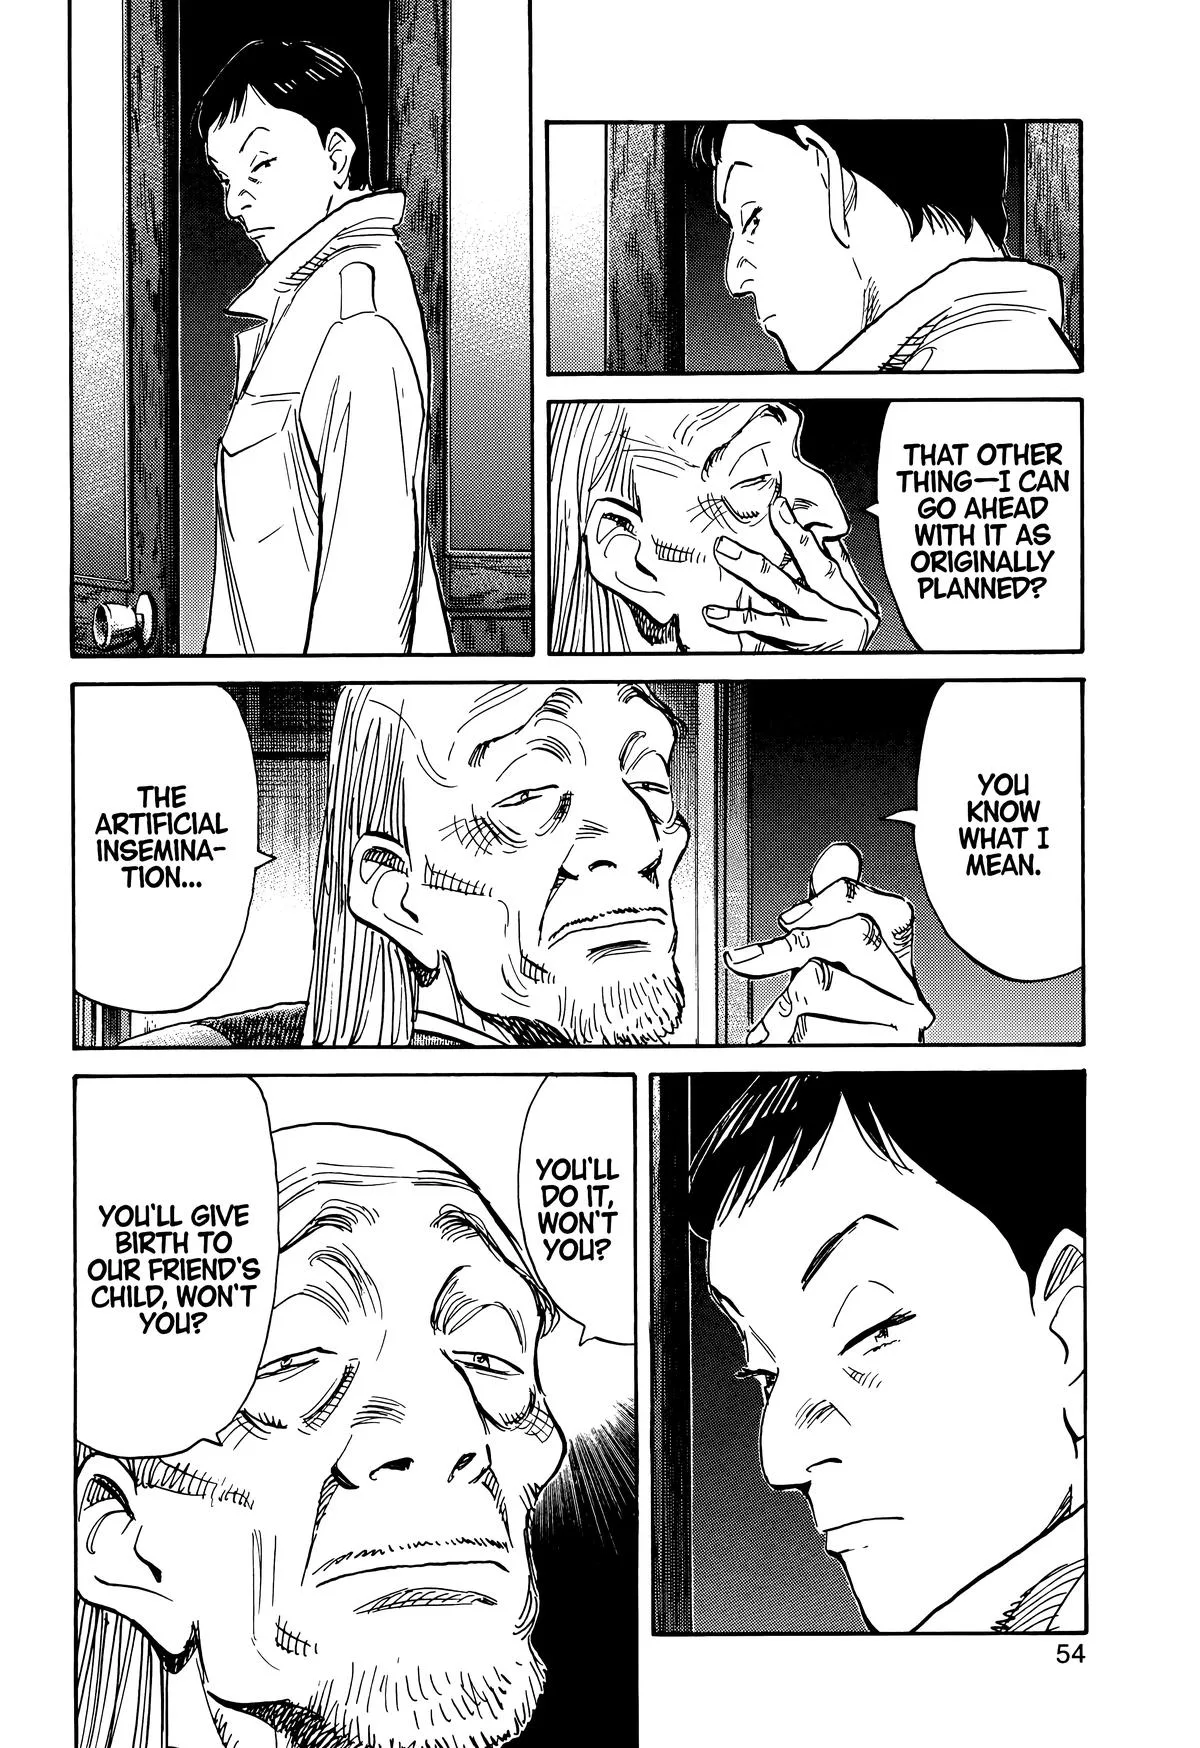 THAT OTHER
THING—I CAN
GO AHEAD
WITH IT AS
ORIGINALLY
PLANNED?
YOU
KNOW
WHAT I
MEAN.
THE
ARTIFICIAL
INSEMINA-
TION...
YOU'LL
DO IT,
WON'T
YOU?
YOU'LL GIVE
BIRTH TO
OUR FRIEND'S
CHILD, WON'T
YOU?
54